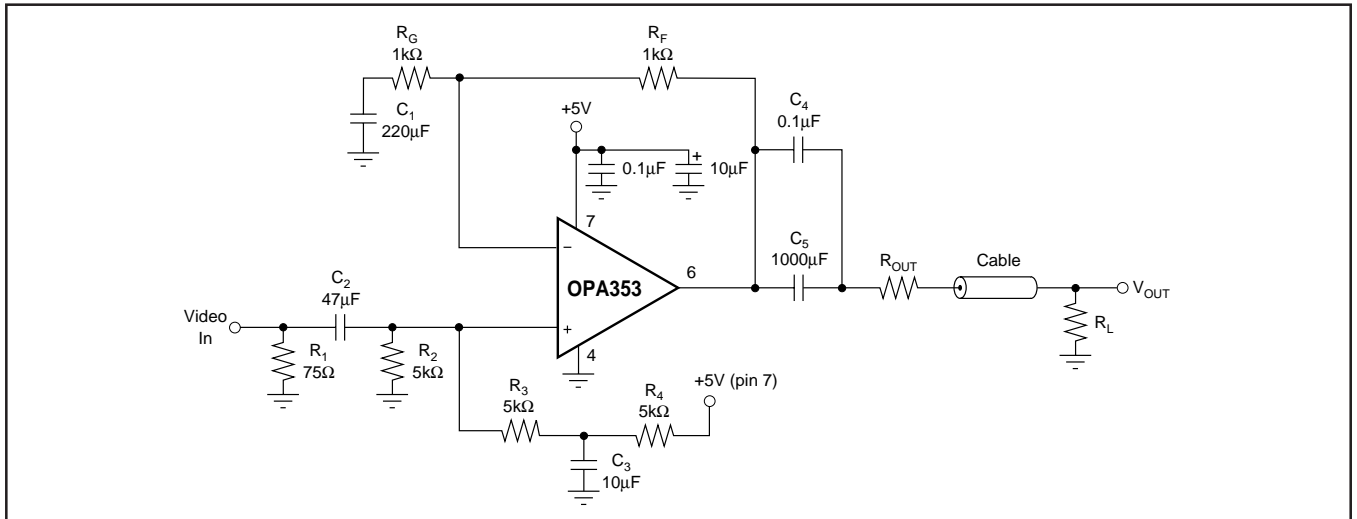 R_G
1kΩ
R_F
1kΩ
C_1
220μF
+5V
0.1μF
+
10μF
C_4
0.1μF
7
−
OPA353
6
C_5
1000μF
R_OUT
Cable
V_OUT
R_L
Video
In
C_2
47μF
+
4
R_1
75Ω
R_2
5kΩ
R_3
5kΩ
R_4
5kΩ
+5V (pin 7)
C_3
10μF